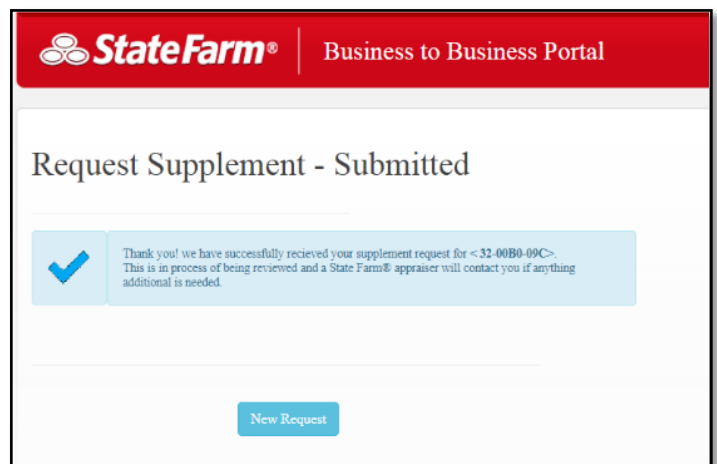 StateFarm® Business to Business Portal
Request Supplement - Submitted
Thank you! we have successfully recieved your supplement request for <32-00B0-09C>.
This is in process of being reviewed and a State Farm® appraiser will contact you if anything
additional is needed.
New Request